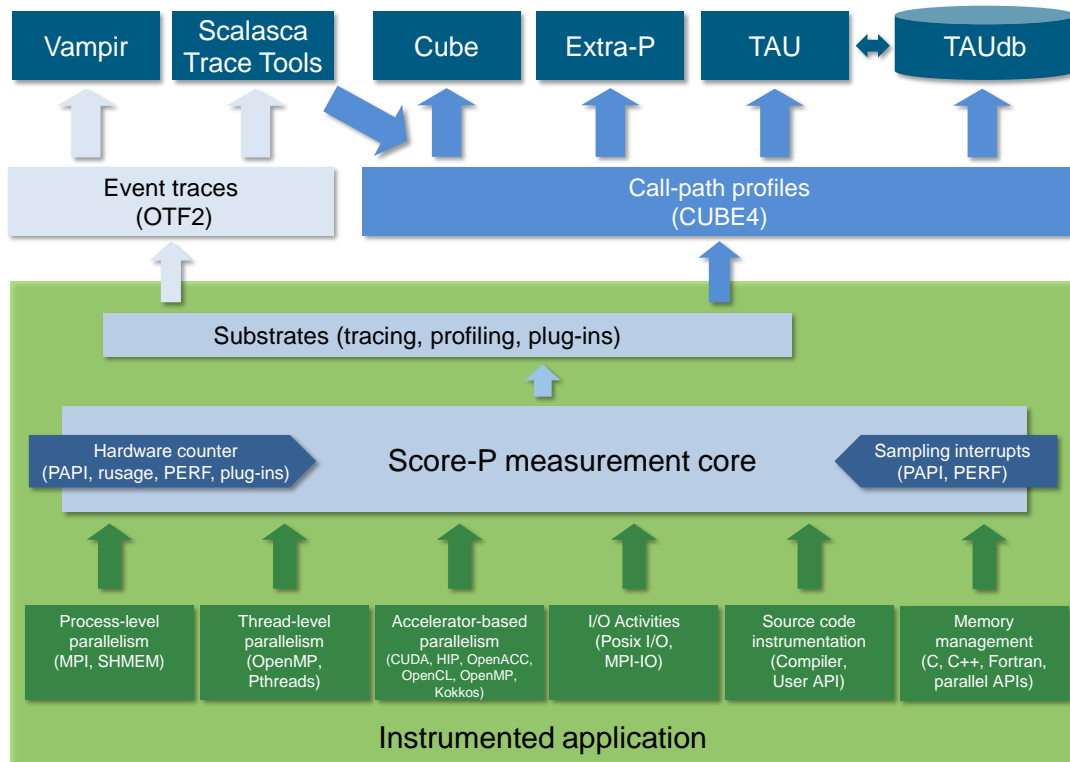 Vampir
Scalasca
Trace Tools
Cube
Extra-P
TAU
TAUdb
Event traces
(OTF2)
Call-path profiles
(CUBE4)
Substrates (tracing, profiling, plug-ins)
Hardware counter
(PAPI, rusage, PERF, plug-ins)
Score-P measurement core
Sampling interrupts
(PAPI, PERF)
Process-level
parallelism
(MPI, SHMEM)
Thread-level
parallelism
(OpenMP,
Pthreads)
Accelerator-based
parallelism
(CUDA, HIP, OpenACC,
OpenCL, OpenMP,
Kokkos)
I/O Activities
(Posix I/O,
MPI-IO)
Source code
instrumentation
(Compiler,
User API)
Memory
management
(C, C++, Fortran,
parallel APIs)
Instrumented application